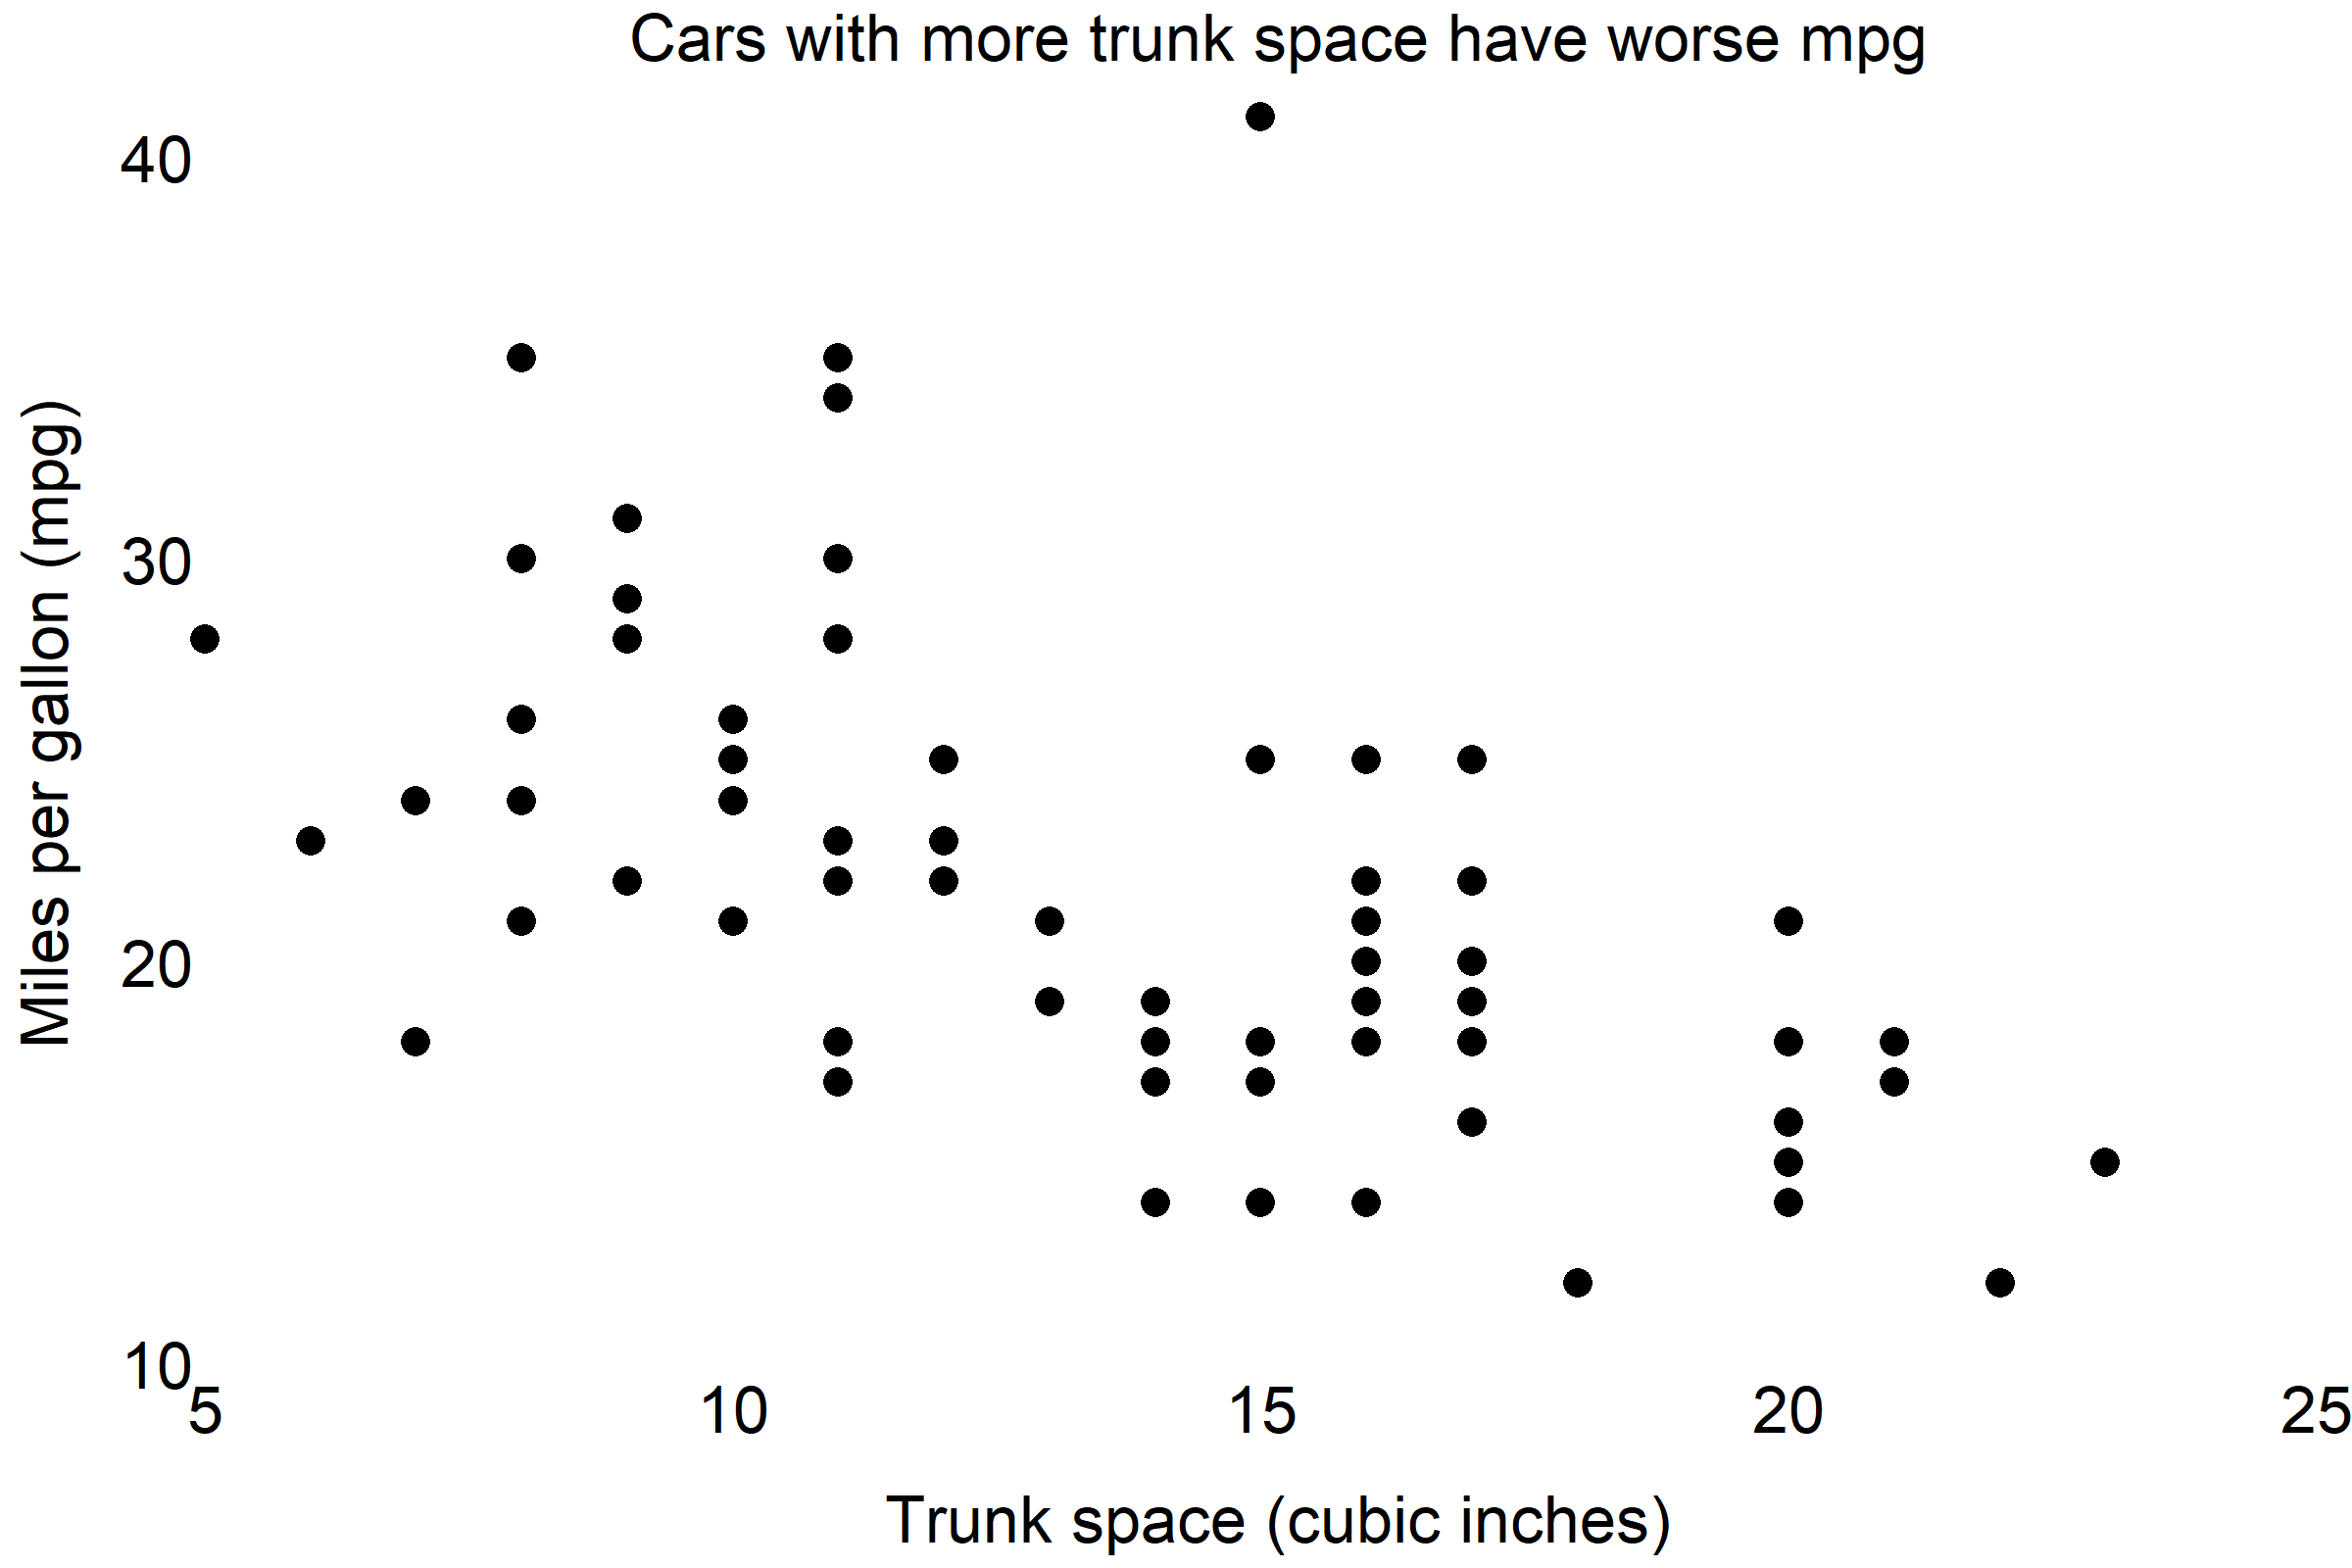 Cars with more trunk space have worse mpg
40
30
20
10
Miles per gallon (mpg)
5 10 15 20 25
Trunk space (cubic inches)